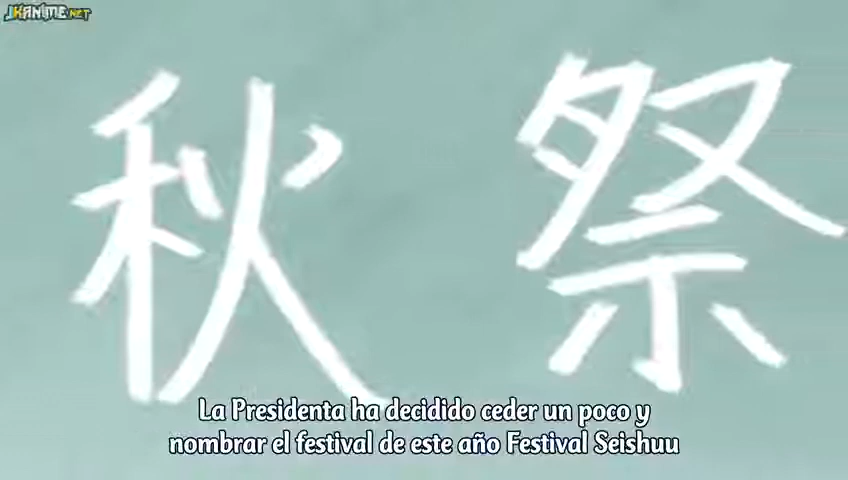 JKANIME.NET
秋祭
La Presidenta ha decidido ceder un poco y
nombrar el festival de este año Festival Seishuu